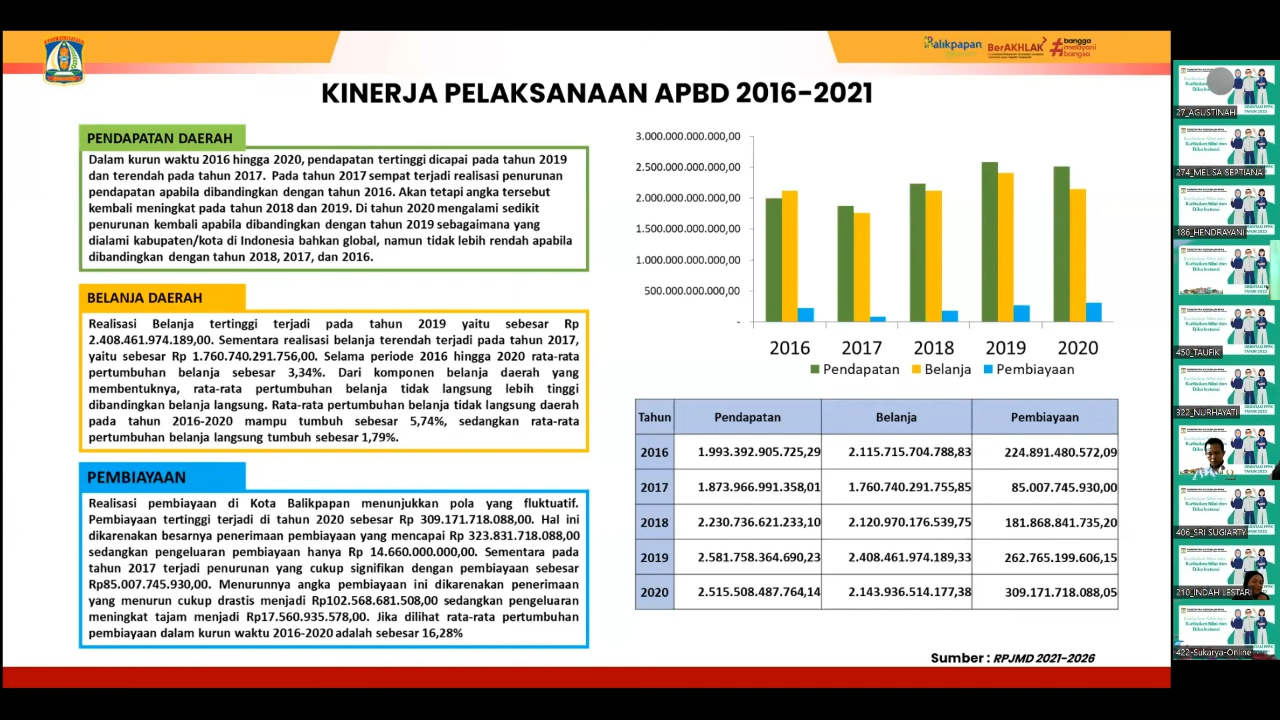 Balikpapan
BerAKHLAK
#bangga
melayani
bangsa
KINERJA PELAKSANAAN APBD 2016-2021
PENDAPATAN DAERAH
Dalam kurun waktu 2016 hingga 2020, pendapatan tertinggi dicapai pada tahun 2019
dan terendah pada tahun 2017. Pada tahun 2017 sempat terjadi realisasi penurunan
pendapatan apabila dibandingkan dengan tahun 2016. Akan tetapi angka tersebut
kembali meningkat pada tahun 2018 dan 2019. Di tahun 2020 mengalami sedikit
penurunan kembali apabila dibandingkan dengan tahun 2019 sebagaimana yang
dialami kabupaten/kota di Indonesia bahkan global, namun tidak lebih rendah apabila
dibandingkan dengan tahun 2018, 2017, dan 2016.
BELANJA DAERAH
Realisasi Belanja tertinggi terjadi pada tahun 2019 yaitu sebesar Rp
2.408.461.974.189,00. Sementara realisasi belanja terendah terjadi pada tahun 2017,
yaitu sebesar Rp 1.760.740.291.756,00. Selama periode 2016 hingga 2020 rata-rata
pertumbuhan belanja sebesar 3,34%. Dari komponen belanja daerah yang
membentuknya, rata-rata pertumbuhan belanja tidak langsung lebih tinggi
dibandingkan belanja langsung. Rata-rata pertumbuhan belanja tidak langsung daerah
pada tahun 2016-2020 mampu tumbuh sebesar 5,74%, sedangkan rata-rata
pertumbuhan belanja langsung tumbuh sebesar 1,79%.
PEMBIAYAAN
Realisasi pembiayaan di Kota Balikpapan menunjukkan pola yang fluktuatif.
Pembiayaan tertinggi terjadi di tahun 2020 sebesar Rp 309.171.718.088,00. Hal ini
dikarenakan besarnya penerimaan pembiayaan yang mencapai Rp 323.831.718.088,00
sedangkan pengeluaran pembiayaan hanya Rp 14.660.000.000,00. Sementara pada
tahun 2017 terjadi penurunan yang cukup signifikan dengan pembiayaan sebesar
Rp85.007.745.930,00. Menurunnya angka pembiayaan ini dikarenakan penerimaan
yang menurun cukup drastis menjadi Rp102.568.681.508,00 sedangkan pengeluaran
meningkat tajam menjadi Rp17.560.935.578,00. Jika dilihat rata-rata pertumbuhan
pembiayaan dalam kurun waktu 2016-2020 adalah sebesar 16,28%
3.000.000.000.000,00
2.500.000.000.000,00
2.000.000.000.000,00
1.500.000.000.000,00
1.000.000.000.000,00
500.000.000.000,00
-
2016 2017 2018 2019 2020
Pendapatan Belanja Pembiayaan
Tahun Pendapatan Belanja Pembiayaan
2016 1.993.392.505.725,29 2.115.715.704.788,83 224.891.480.572,09
2017 1.873.966.991.358,01 1.760.740.291.755,85 85.007.745.930,00
2018 2.230.736.621.233,10 2.120.970.176.539,75 181.868.841.735,20
2019 2.581.758.364.690,23 2.408.461.974.189,33 262.765.199.606,15
2020 2.515.508.487.764,14 2.143.936.514.177,38 309.171.718.088,05
Sumber : RPJMD 2021-2026
27_AGUSTINAH
274_MELISA SEPTIANA
186_HENDRAYANI
450_TAUFIK
322_NURHAYATI
406_SRI SUGIARTY
210_INDAH LESTARI
422-Sukarya-Online